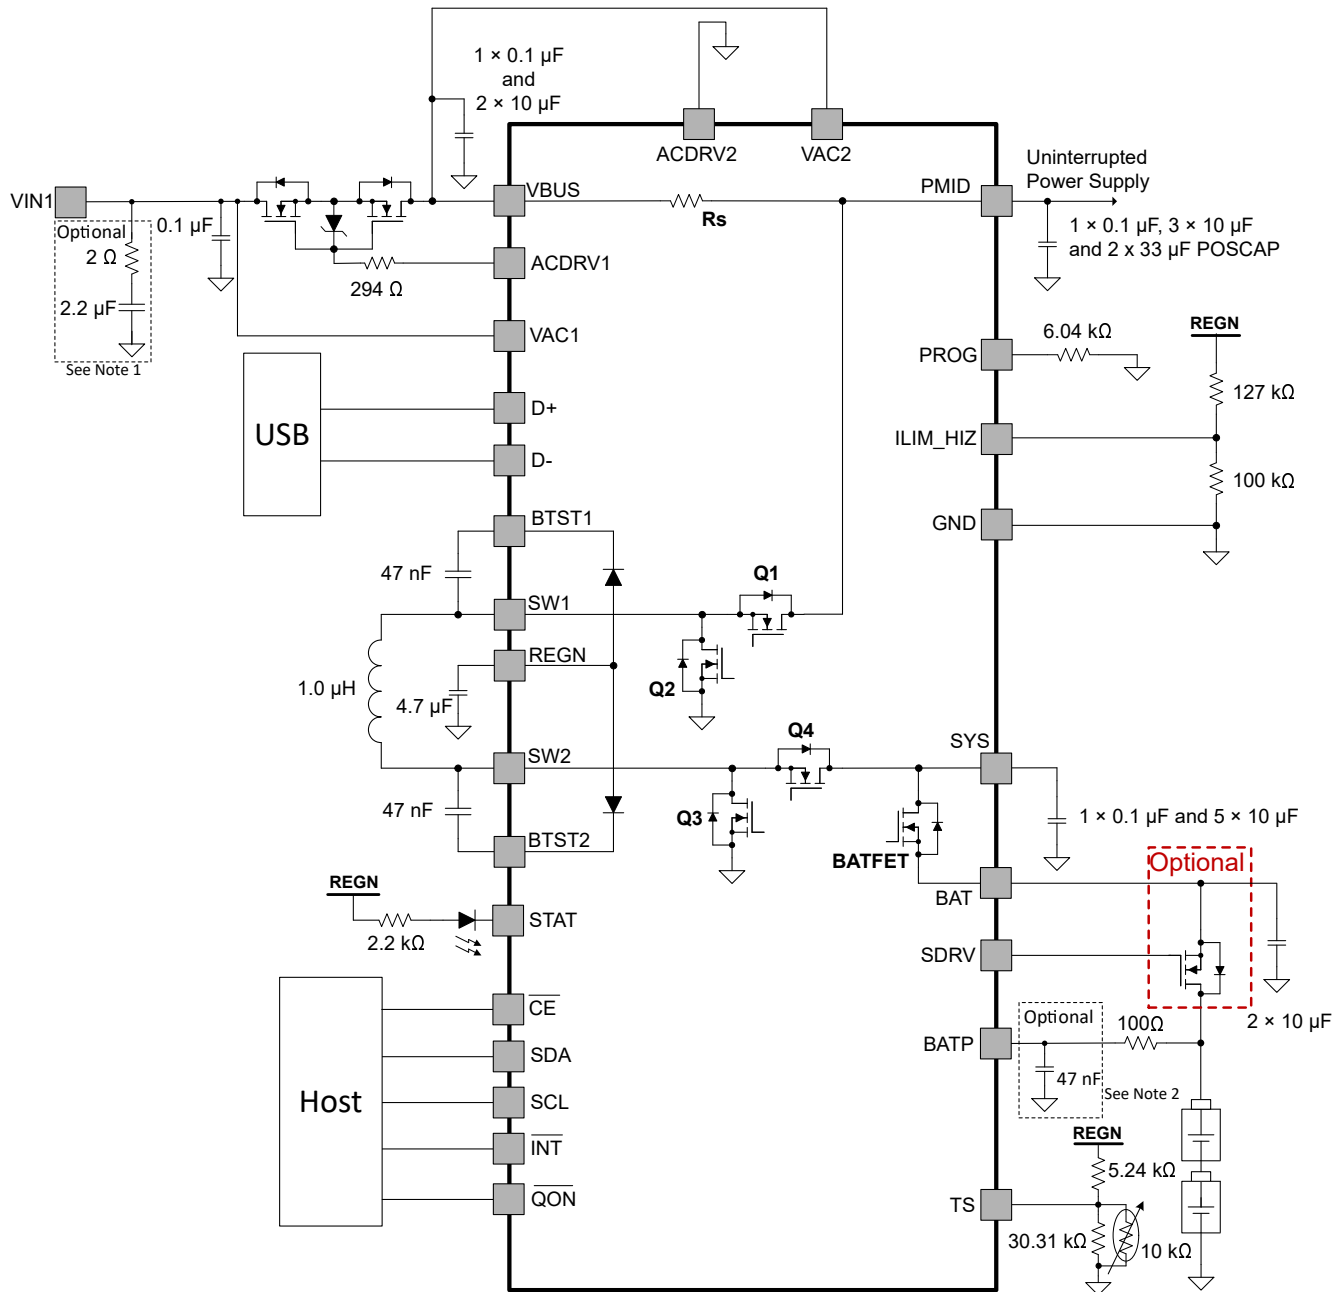 1 × 0.1 µF
and
2 × 10 µF
ACDRV2
VAC2
VIN1
VBUS
Rs
PMID
Uninterrupted
Power Supply
1 × 0.1 µF, 3 × 10 µF
and 2 x 33 µF POSCAP
Optional
2 Ω
2.2 µF
See Note 1
0.1 µF
294 Ω
ACDRV1
VAC1
USB
D+
D-
PROG
6.04 kΩ
REGN
127 kΩ
ILIM_HIZ
100 kΩ
GND
BTST1
47 nF
SW1
Q1
REGN
Q2
1.0 µH
4.7 µF
SW2
Q4
SYS
47 nF
Q3
BTST2
BATFET
1 × 0.1 µF and 5 × 10 µF
Optional
BAT
REGN
2.2 kΩ
STAT
SDRV
2 × 10 µF
Host
CE
SDA
SCL
INT
QON
BATP
Optional
47 nF
100Ω
See Note 2
REGN
5.24 kΩ
TS
30.31 kΩ
10 kΩ